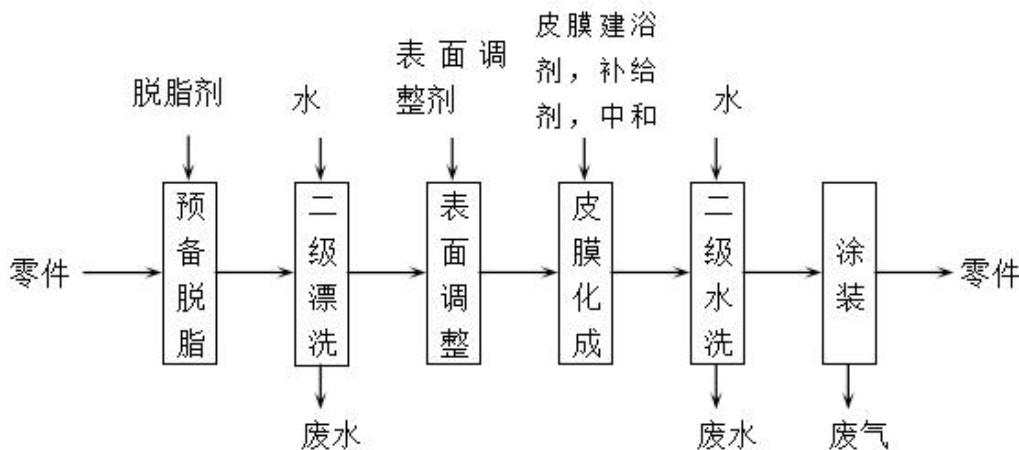 脱脂剂
水
表面调
整剂
皮膜建浴
剂，补给
剂，中和
水
零件
预备脱脂
二级漂洗
表面调整
皮膜化成
二级水洗
涂装
零件
废水
废水
废气